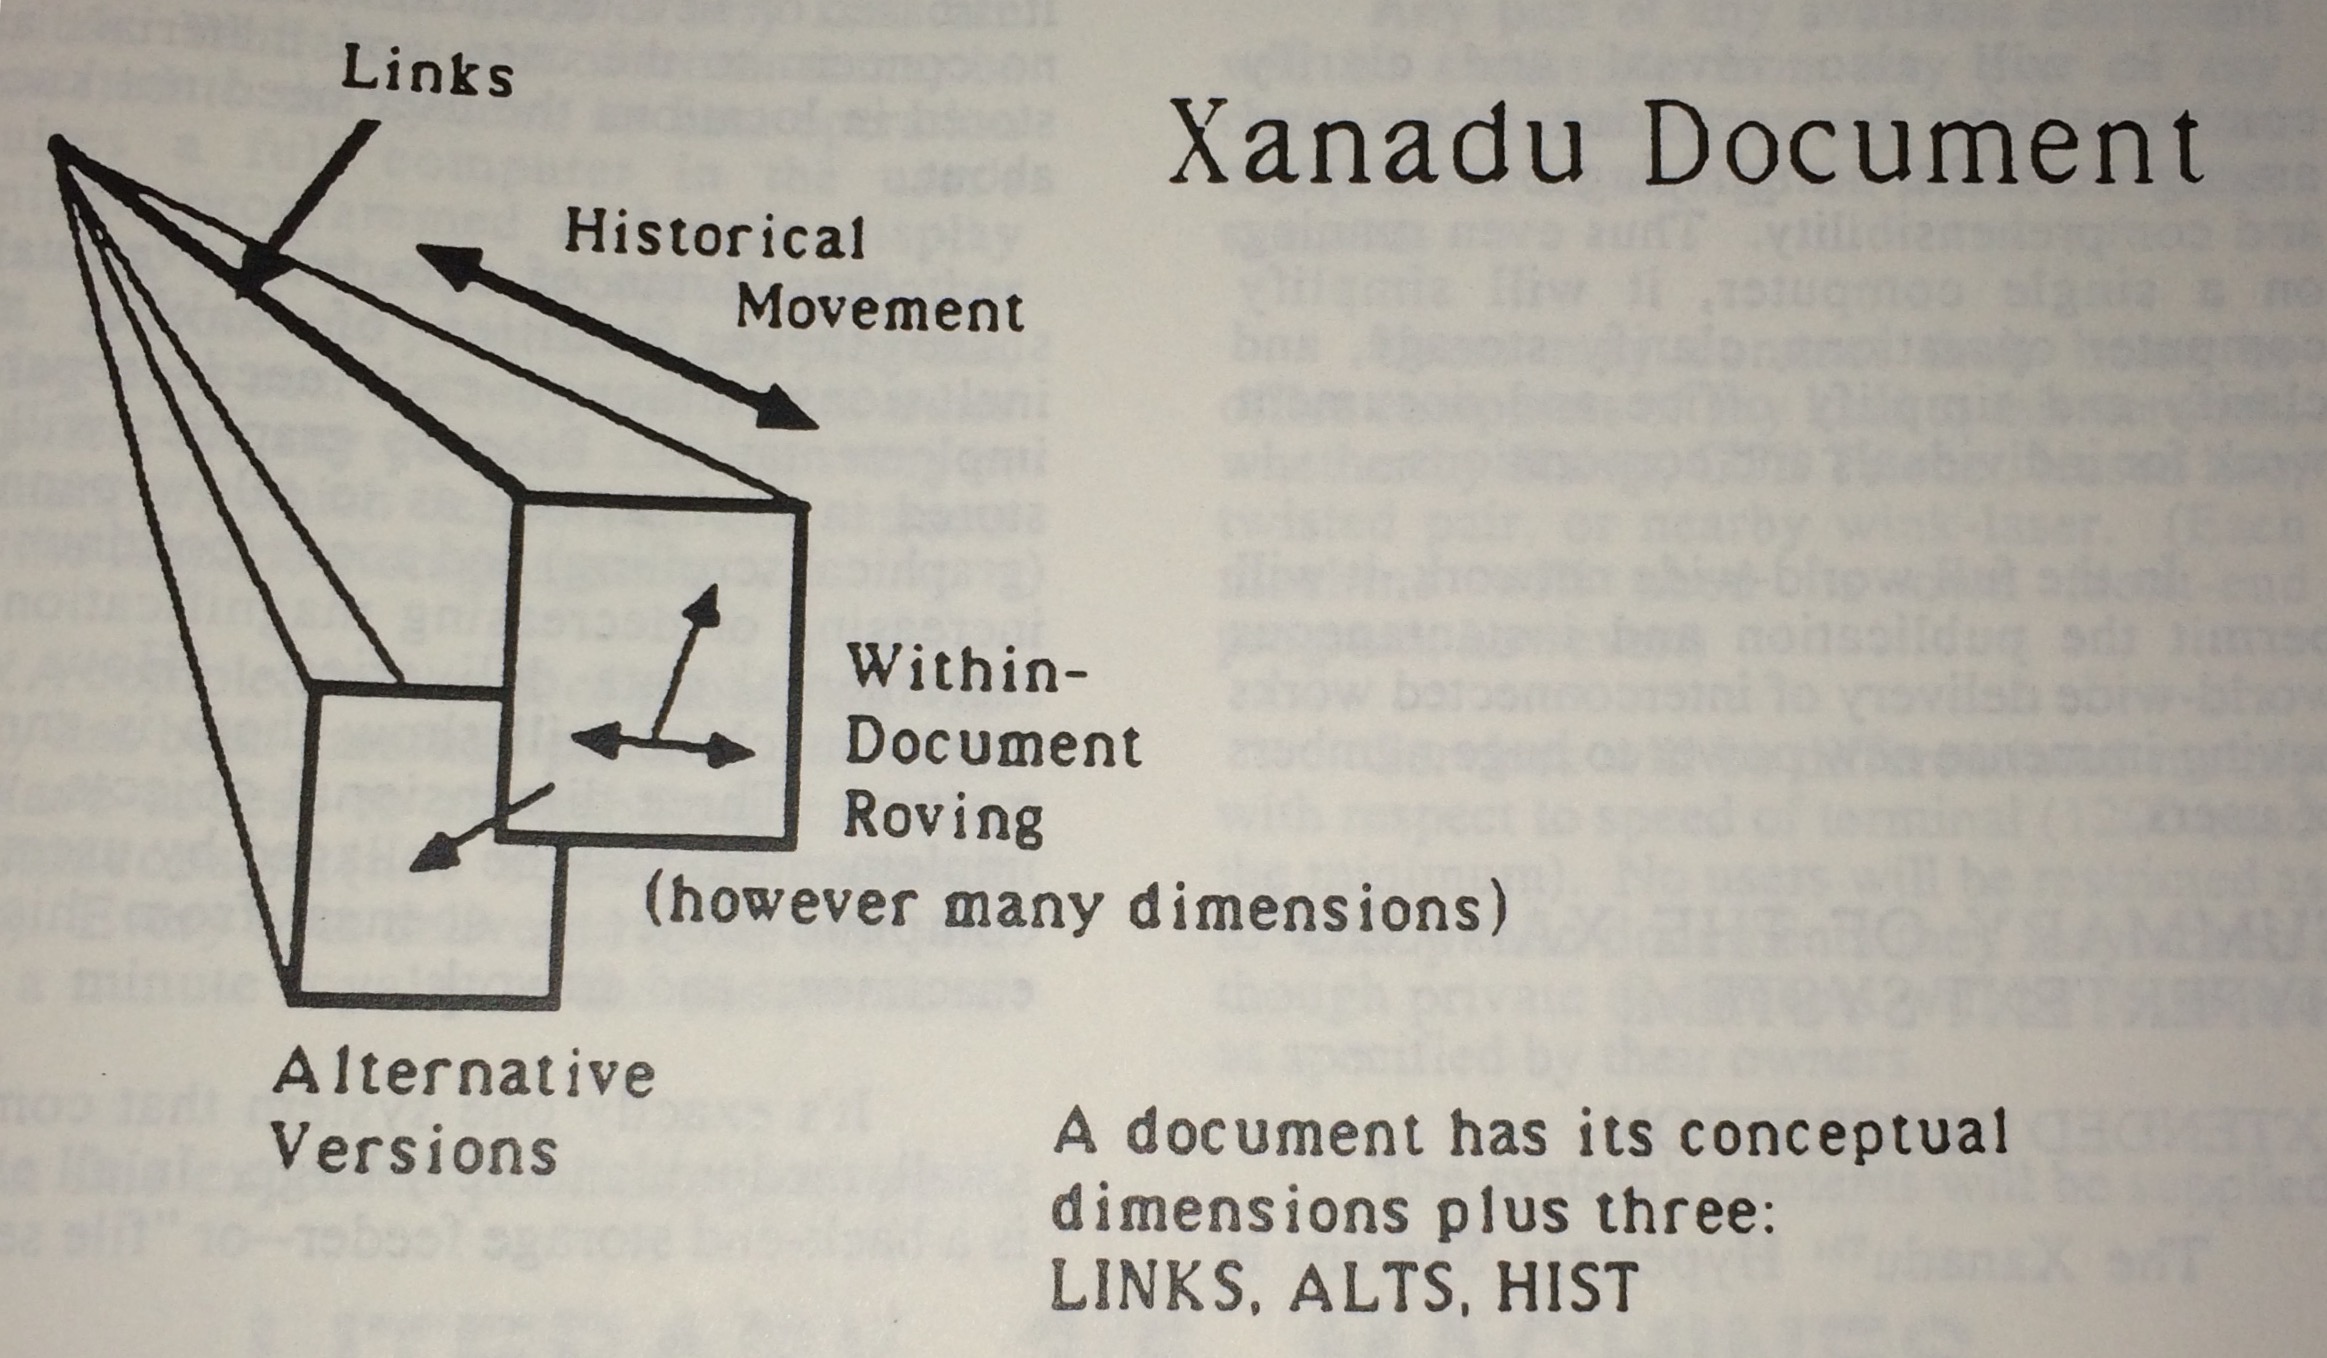 Links
Xanadu Document
Historical
Movement
Within-
Document
Roving
(however many dimensions)
Alternative
Versions
A document has its conceptual
dimensions plus three:
LINKS, ALTS, HIST